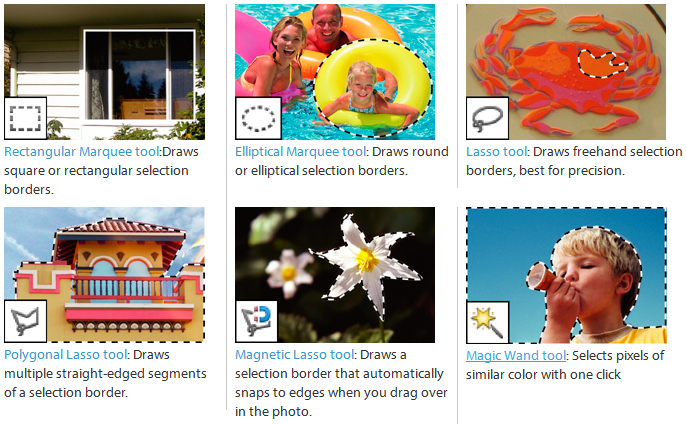 Rectangular Marquee tool:Draws
square or rectangular selection
borders.
Elliptical Marquee tool: Draws round
or elliptical selection borders.
Lasso tool: Draws freehand selection
borders, best for precision.
Polygonal Lasso tool: Draws
multiple straight-edged segments
of a selection border.
Magnetic Lasso tool: Draws a
selection border that automatically
snaps to edges when you drag over
in the photo.
Magic Wand tool: Selects pixels of
similar color with one click